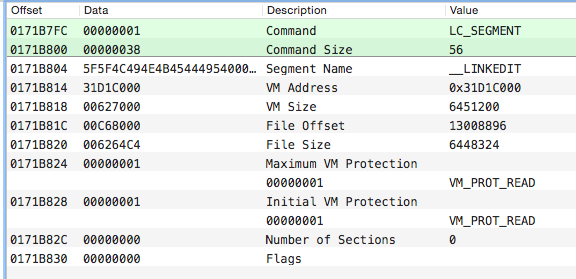 Offset Data Description Value
0171B7FC 00000001 Command LC_SEGMENT
0171B800 00000038 Command Size 56
0171B804 5F5F4C494E4B45444954000… Segment Name __LINKEDIT
0171B814 31D1C000 VM Address 0x31D1C000
0171B818 00627000 VM Size 6451200
0171B81C 00C68000 File Offset 13008896
0171B820 006264C4 File Size 6448324
0171B824 00000001 Maximum VM Protection
00000001 VM_PROT_READ
0171B828 00000001 Initial VM Protection
00000001 VM_PROT_READ
0171B82C 00000000 Number of Sections 0
0171B830 00000000 Flags